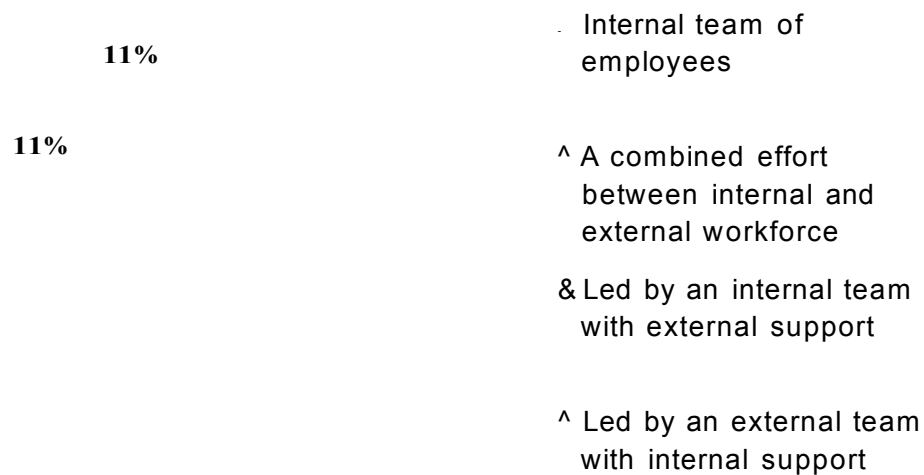 11%
11%
- Internal team of
employees
^ A combined effort
between internal and
external workforce
& Led by an internal team
with external support
^ Led by an external team
with internal support